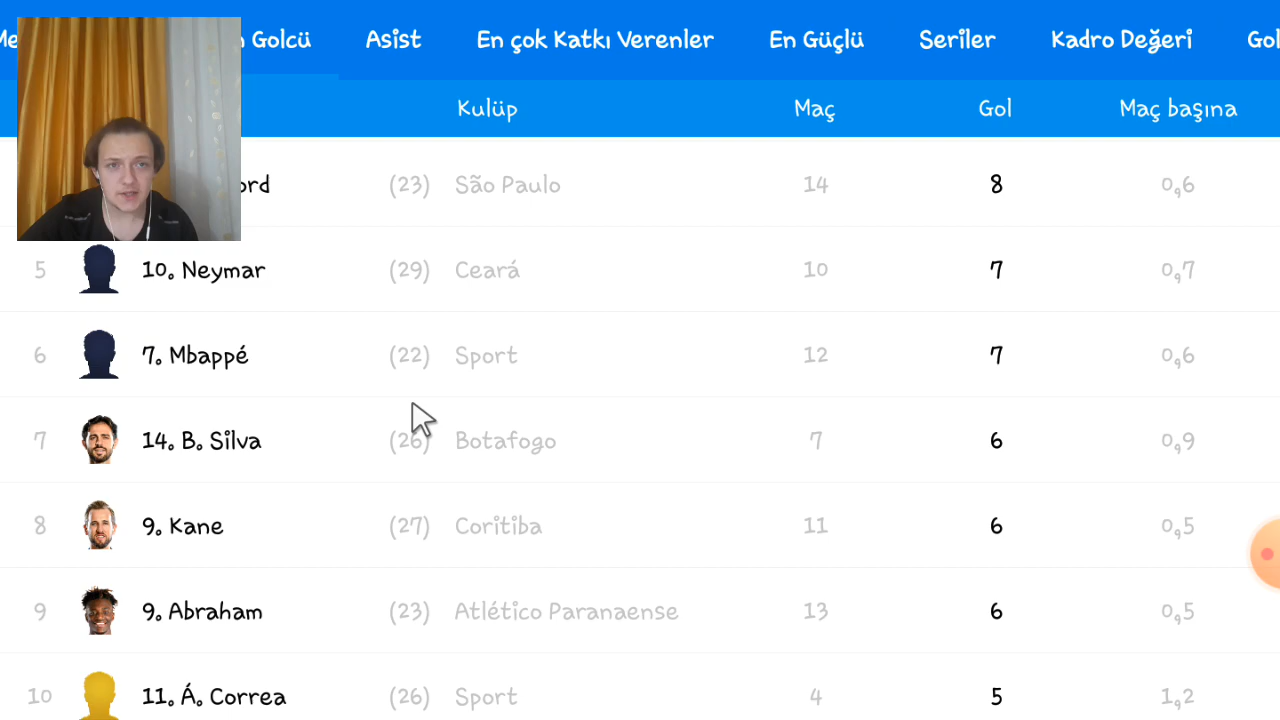 Me
n Golcü Asist En çok Katkı Verenler En Güçlü Seriler Kadro Değeri Gol
Kulüp Maç Gol Maç başına
ord (23) São Paulo 14 8 0,6
5 10. Neymar (29) Ceará 10 7 0,7
6 7. Mbappé (22) Sport 12 7 0,6
7 14. B. Silva (26) Botafogo 7 6 0,9
8 9. Kane (27) Coritiba 11 6 0,5
9 9. Abraham (23) Atlético Paranaense 13 6 0,5
10 11. Á. Correa (26) Sport 4 5 1,2